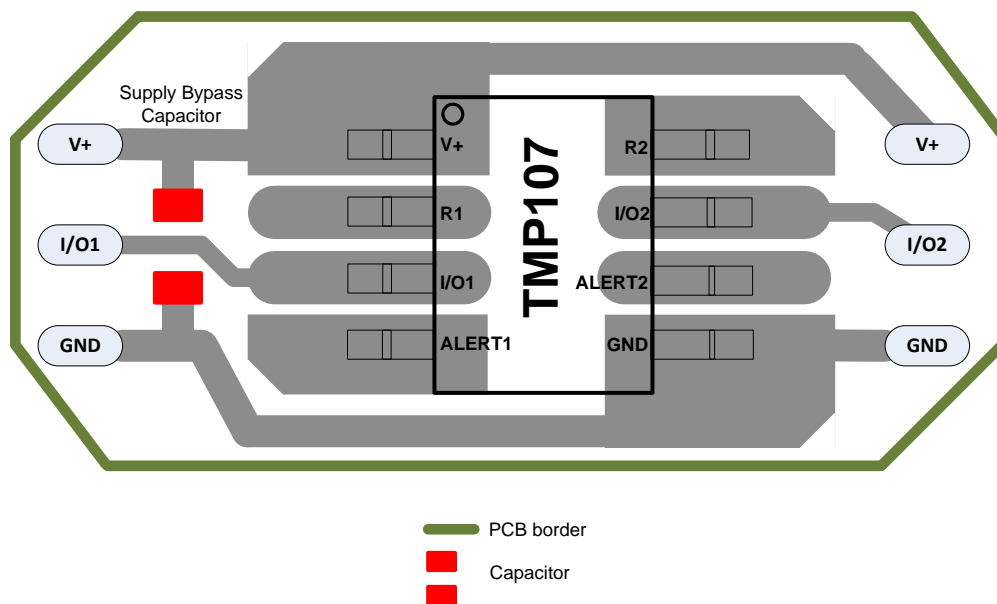 Supply Bypass
Capacitor
V+
I/O1
GND
V+
R1
I/O1
ALERT1
TMP107
R2
I/O2
ALERT2
GND
V+
I/O2
GND
PCB border
Capacitor